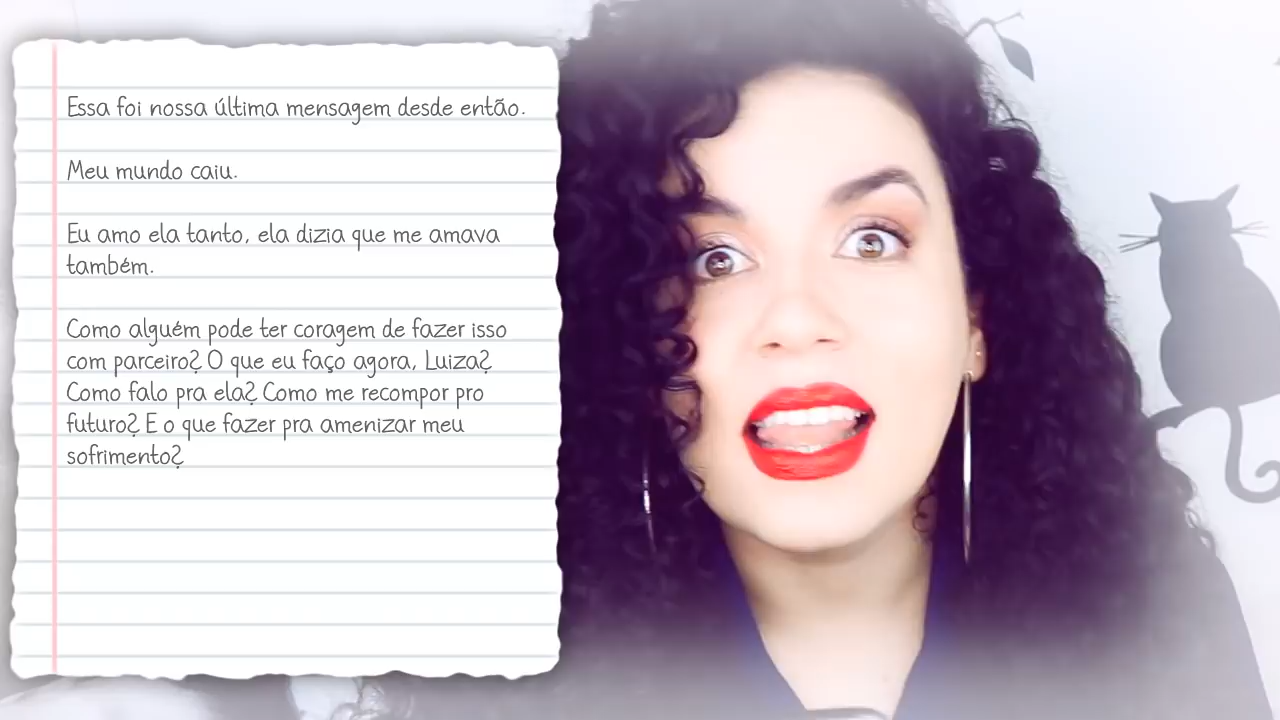 Essa foi nossa última mensagem desde então.
Meu mundo caiu.
Eu amo ela tanto, ela dizia que me amava
também.
Como alguém pode ter coragem de fazer isso
com parceiro? O que eu faço agora, Luiza?
Como falo pra ela? Como me recompor pro
futuro? E o que fazer pra amenizar meu
sofrimento?